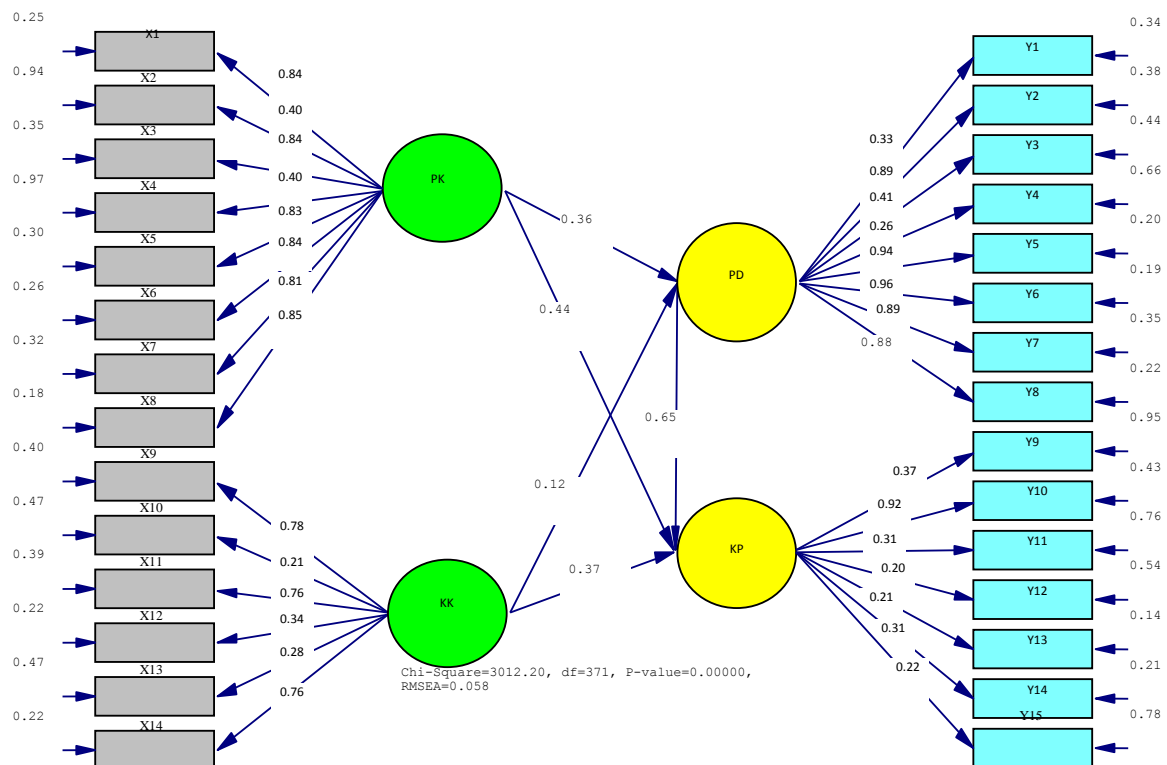 0.25
X1
0.94
X2
0.35
X3
0.97
X4
0.30
X5
0.26
X6
0.32
X7
0.18
X8
0.40
X9
0.47
X10
0.39
X11
0.22
X12
0.47
X13
0.22
X14
0.84
0.40
0.84
0.40
0.83
0.84
0.81
0.85
0.78
0.21
0.76
0.34
0.28
0.76
PK
KK
0.36
0.44
0.65
0.12
0.37
Chi-Square=3012.20, df=371, P-value=0.00000,
RMSEA=0.058
PD
KP
0.33
0.89
0.41
0.26
0.94
0.96
0.89
0.88
0.37
0.92
0.31
0.20
0.21
0.31
0.22
0.34
Y1
0.38
Y2
0.44
Y3
0.66
Y4
0.20
Y5
0.19
Y6
0.35
Y7
0.22
Y8
0.95
Y9
0.43
Y10
0.76
Y11
0.54
Y12
0.14
Y13
0.21
Y14
0.78
Y15